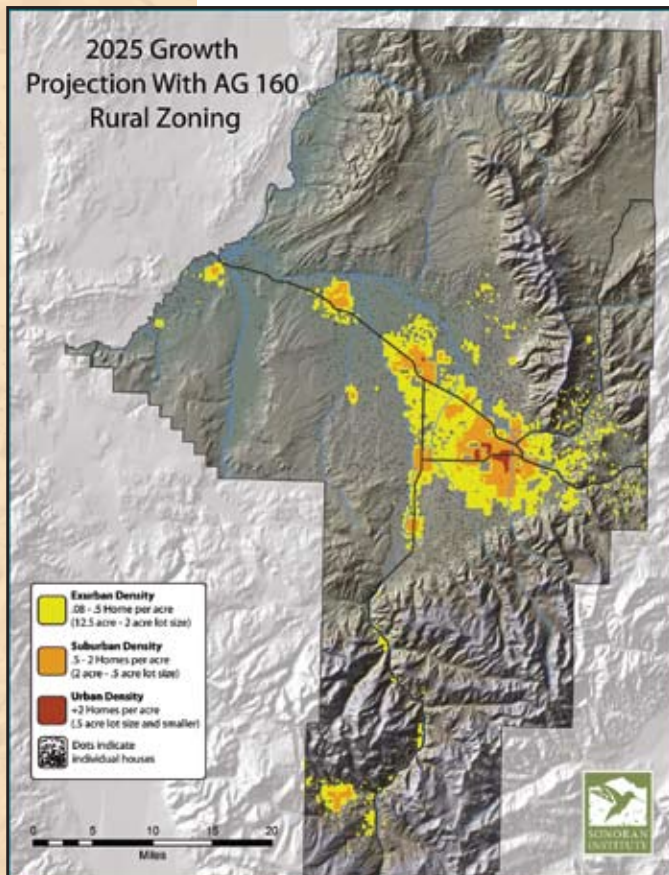 2025 Growth
Projection With AG 160
Rural Zoning
Exurban Density
.08 - .5 Home per acre
(12.5 acre - 2 acre lot size)
Suburban Density
.5 - 2 Homes per acre
(2 acre - .5 acre lot size)
Urban Density
+2 Homes per acre
(.5 acre lot size and smaller)
Dots indicate
individual houses
0 5 10 15 20
Miles
SONORAN
INSTITUTE